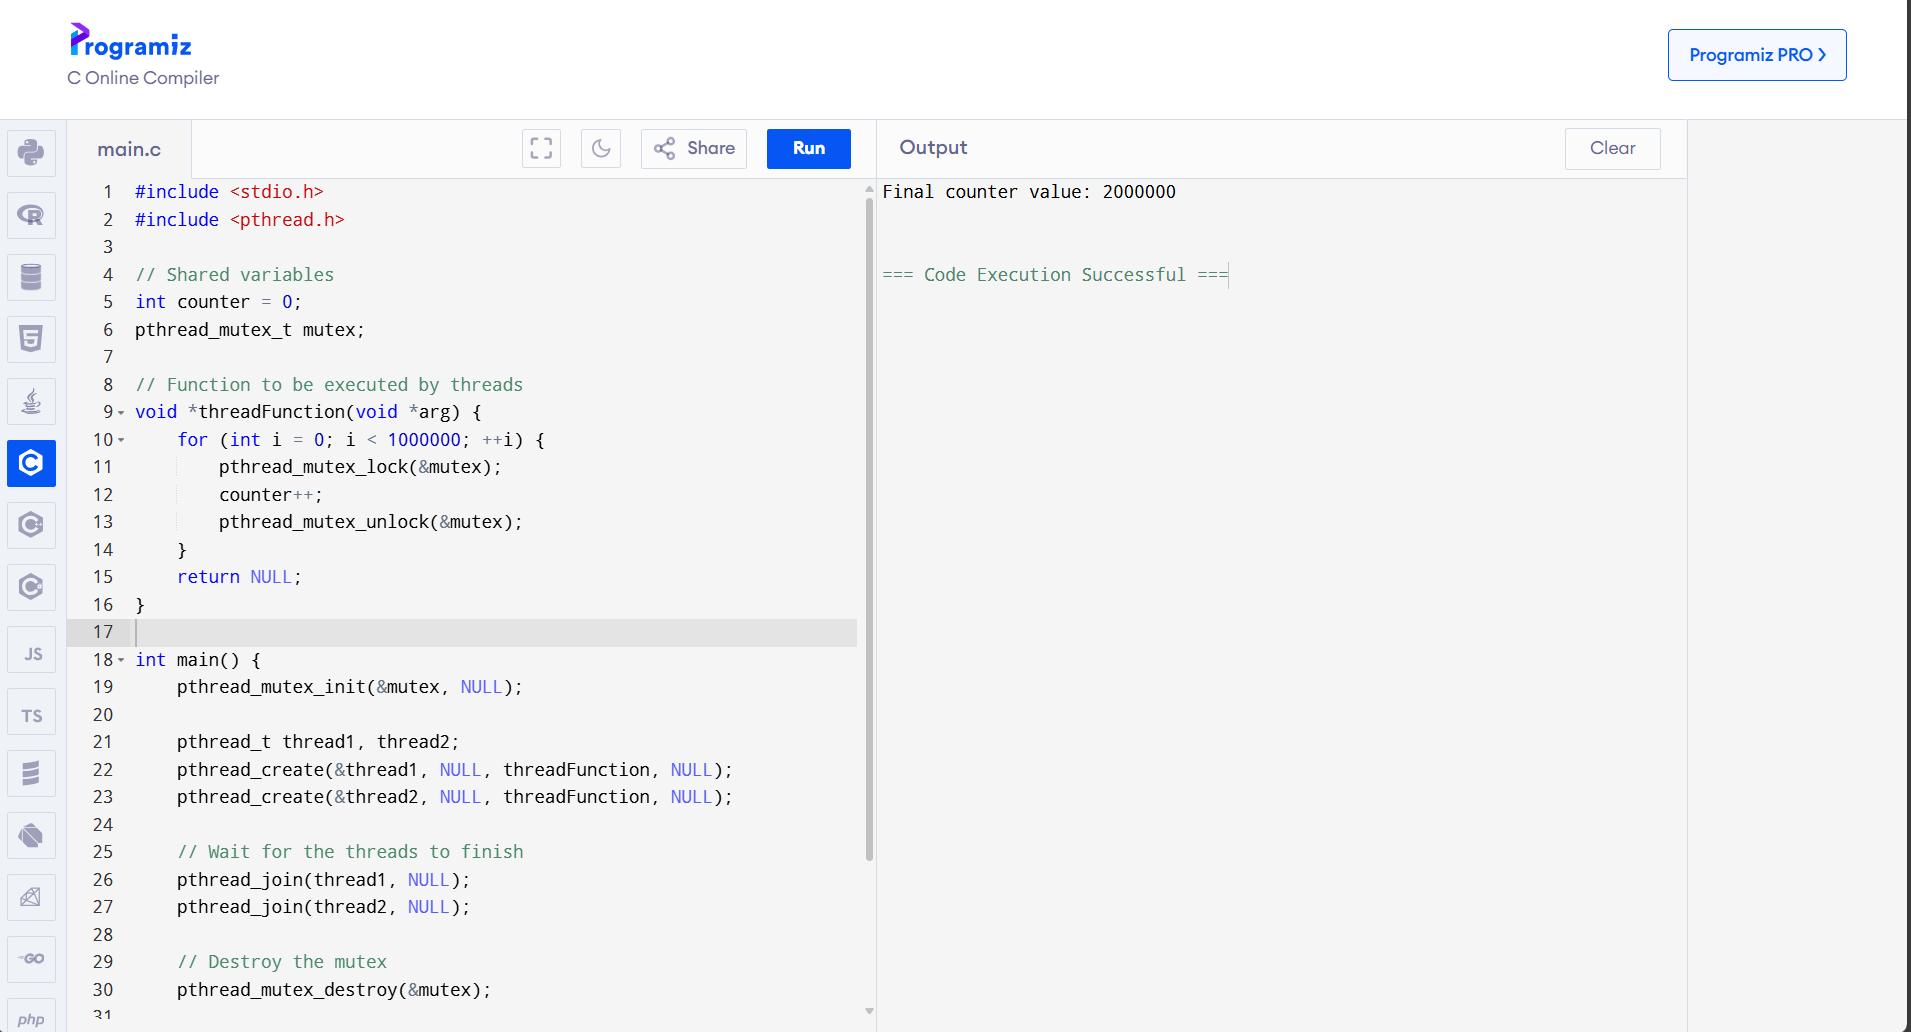 Programiz
C Online Compiler
Programiz PRO >
main.c
Share
Run
Output
Clear
1 #include <stdio.h>
2 #include <pthread.h>
3
4 // Shared variables
5 int counter = 0;
6 pthread_mutex_t mutex;
7
8 // Function to be executed by threads
9 void *threadFunction(void *arg) {
10     for (int i = 0; i < 1000000; ++i) {
11         pthread_mutex_lock(&mutex);
12         counter++;
13         pthread_mutex_unlock(&mutex);
14     }
15     return NULL;
16 }
17
18 int main() {
19     pthread_mutex_init(&mutex, NULL);
20
21     pthread_t thread1, thread2;
22     pthread_create(&thread1, NULL, threadFunction, NULL);
23     pthread_create(&thread2, NULL, threadFunction, NULL);
24
25     // Wait for the threads to finish
26     pthread_join(thread1, NULL);
27     pthread_join(thread2, NULL);
28
29     // Destroy the mutex
30     pthread_mutex_destroy(&mutex);
31
Final counter value: 2000000
=== Code Execution Successful ===
R
5
C
C
C
JS
TS
GO
php